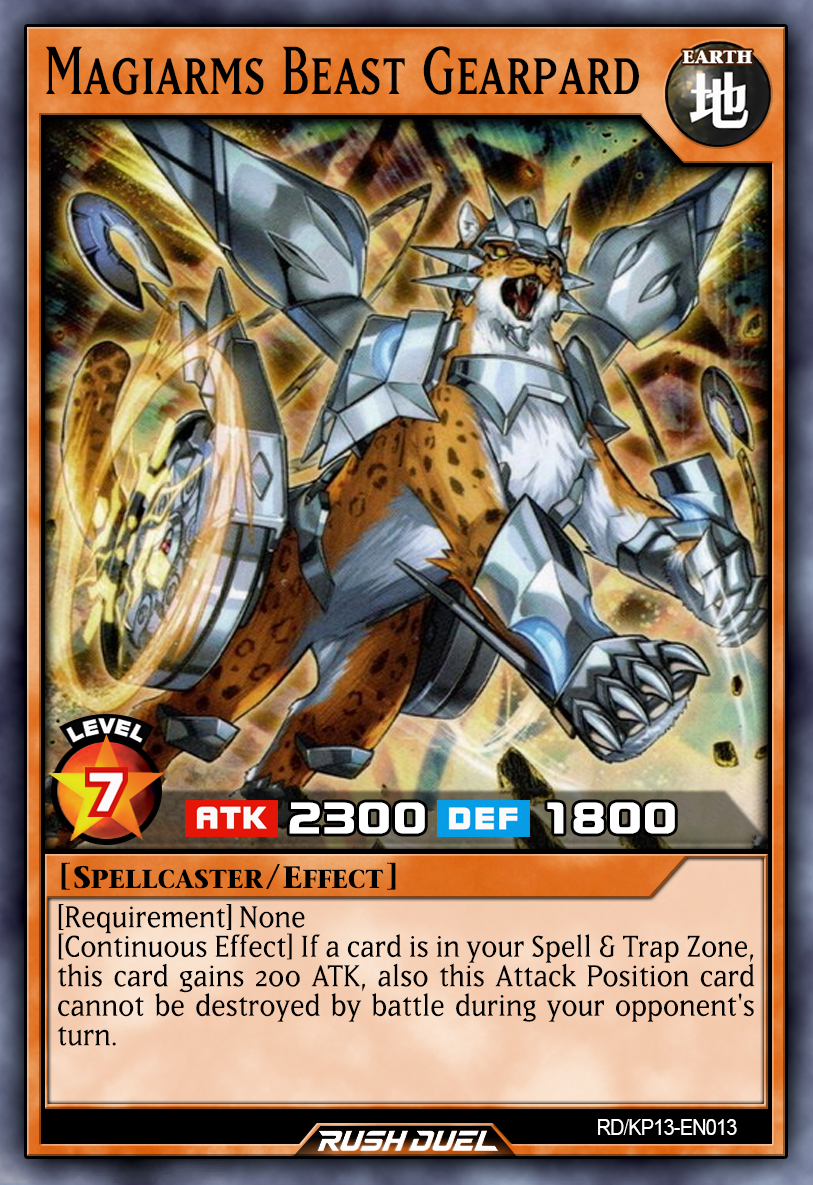 Magiarms Beast Gearpard
EARTH
地
LEVEL
7
ATK 2300 DEF 1800
[Spellcaster/Effect]
[Requirement] None
[Continuous Effect] If a card is in your Spell & Trap Zone,
this card gains 200 ATK, also this Attack Position card
cannot be destroyed by battle during your opponent's
turn.
RUSH DUEL
RD/KP13-EN013